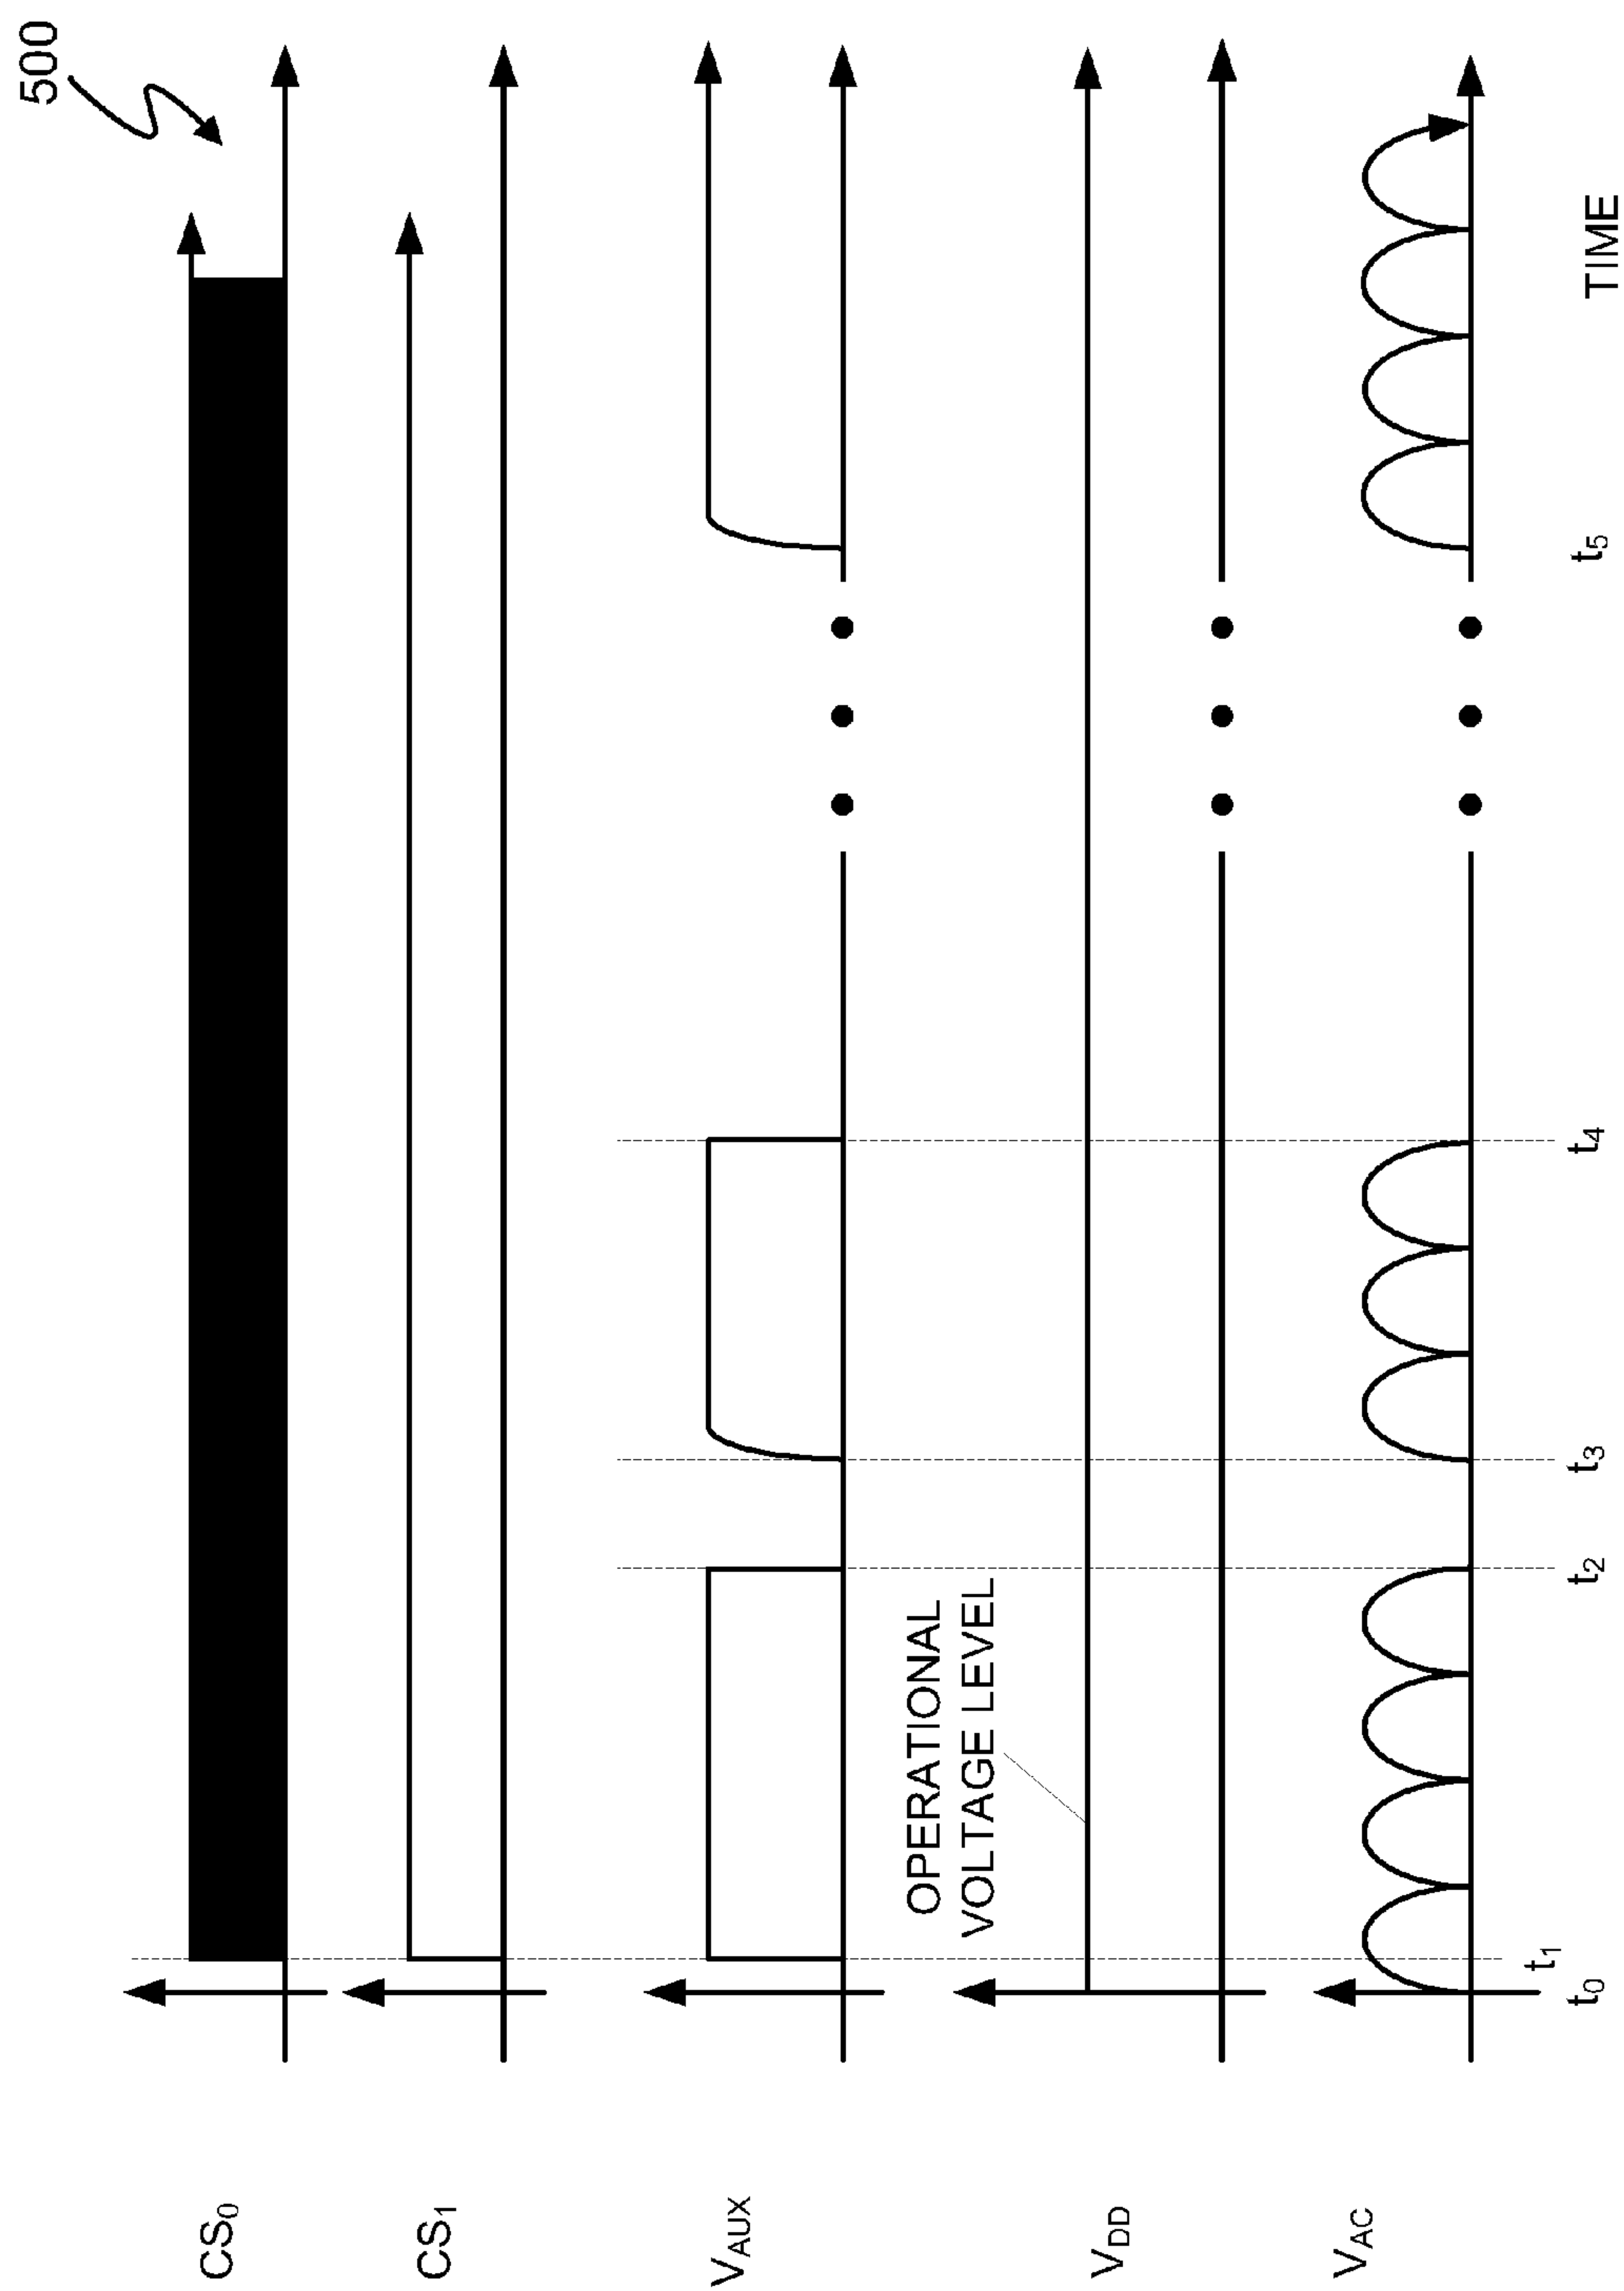 500
CS0
CS1
VAUX
OPERATIONAL
VOLTAGE LEVEL
VDD
VAC
t0
t1
t2
t3
t4
t5
TIME